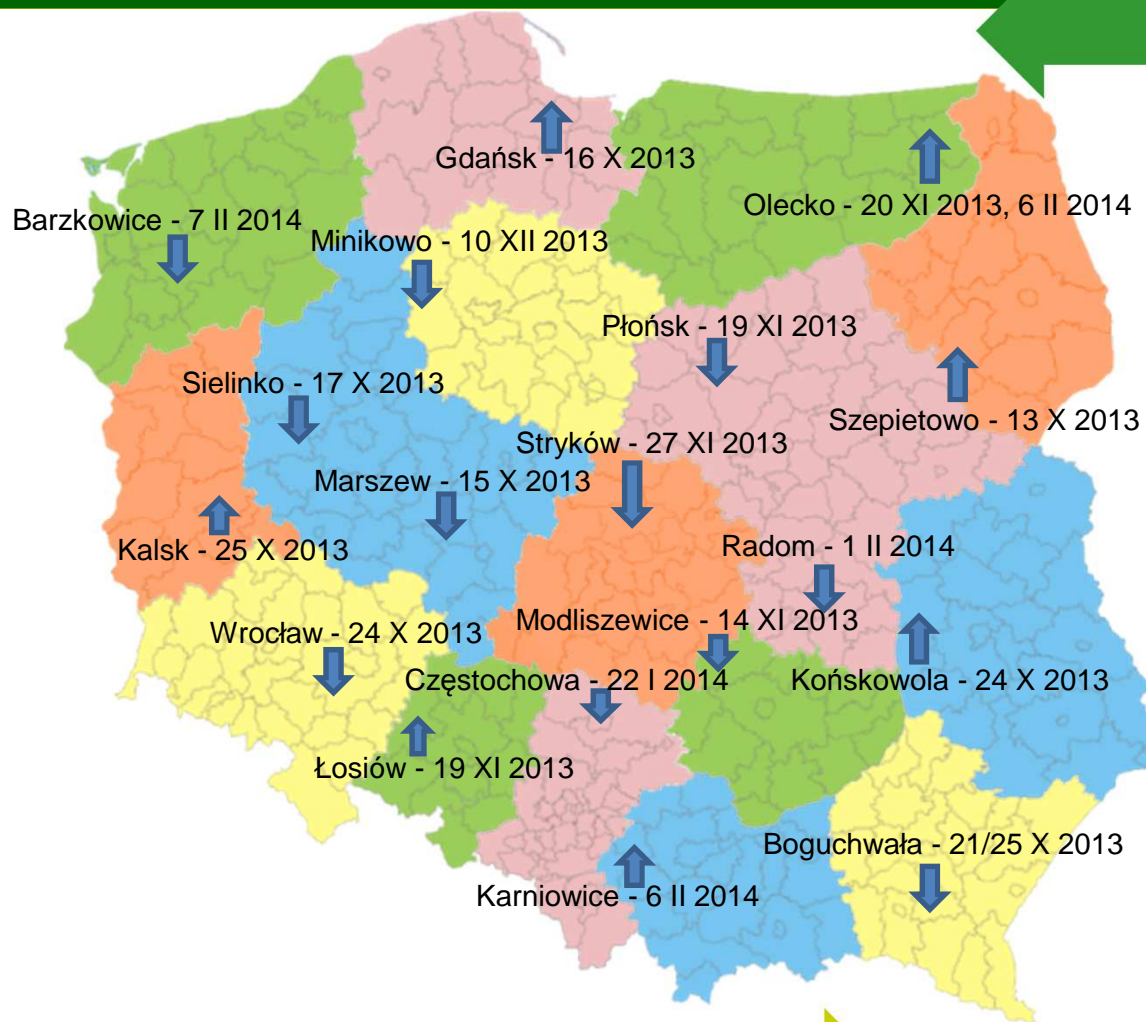 Gdańsk - 16 X 2013
Olecko - 20 XI 2013, 6 II 2014
Barzkowice - 7 II 2014
Minikowo - 10 XII 2013
Płońsk - 19 XI 2013
Sielinko - 17 X 2013
Szepietowo - 13 X 2013
Stryków - 27 XI 2013
Marszew - 15 X 2013
Kalsk - 25 X 2013
Radom - 1 II 2014
Modliszewice - 14 XI 2013
Wrocław - 24 X 2013
Częstochowa - 22 I 2014
Końskowola - 24 X 2013
Łosiów - 19 XI 2013
Boguchwała - 21/25 X 2013
Karniowice - 6 II 2014